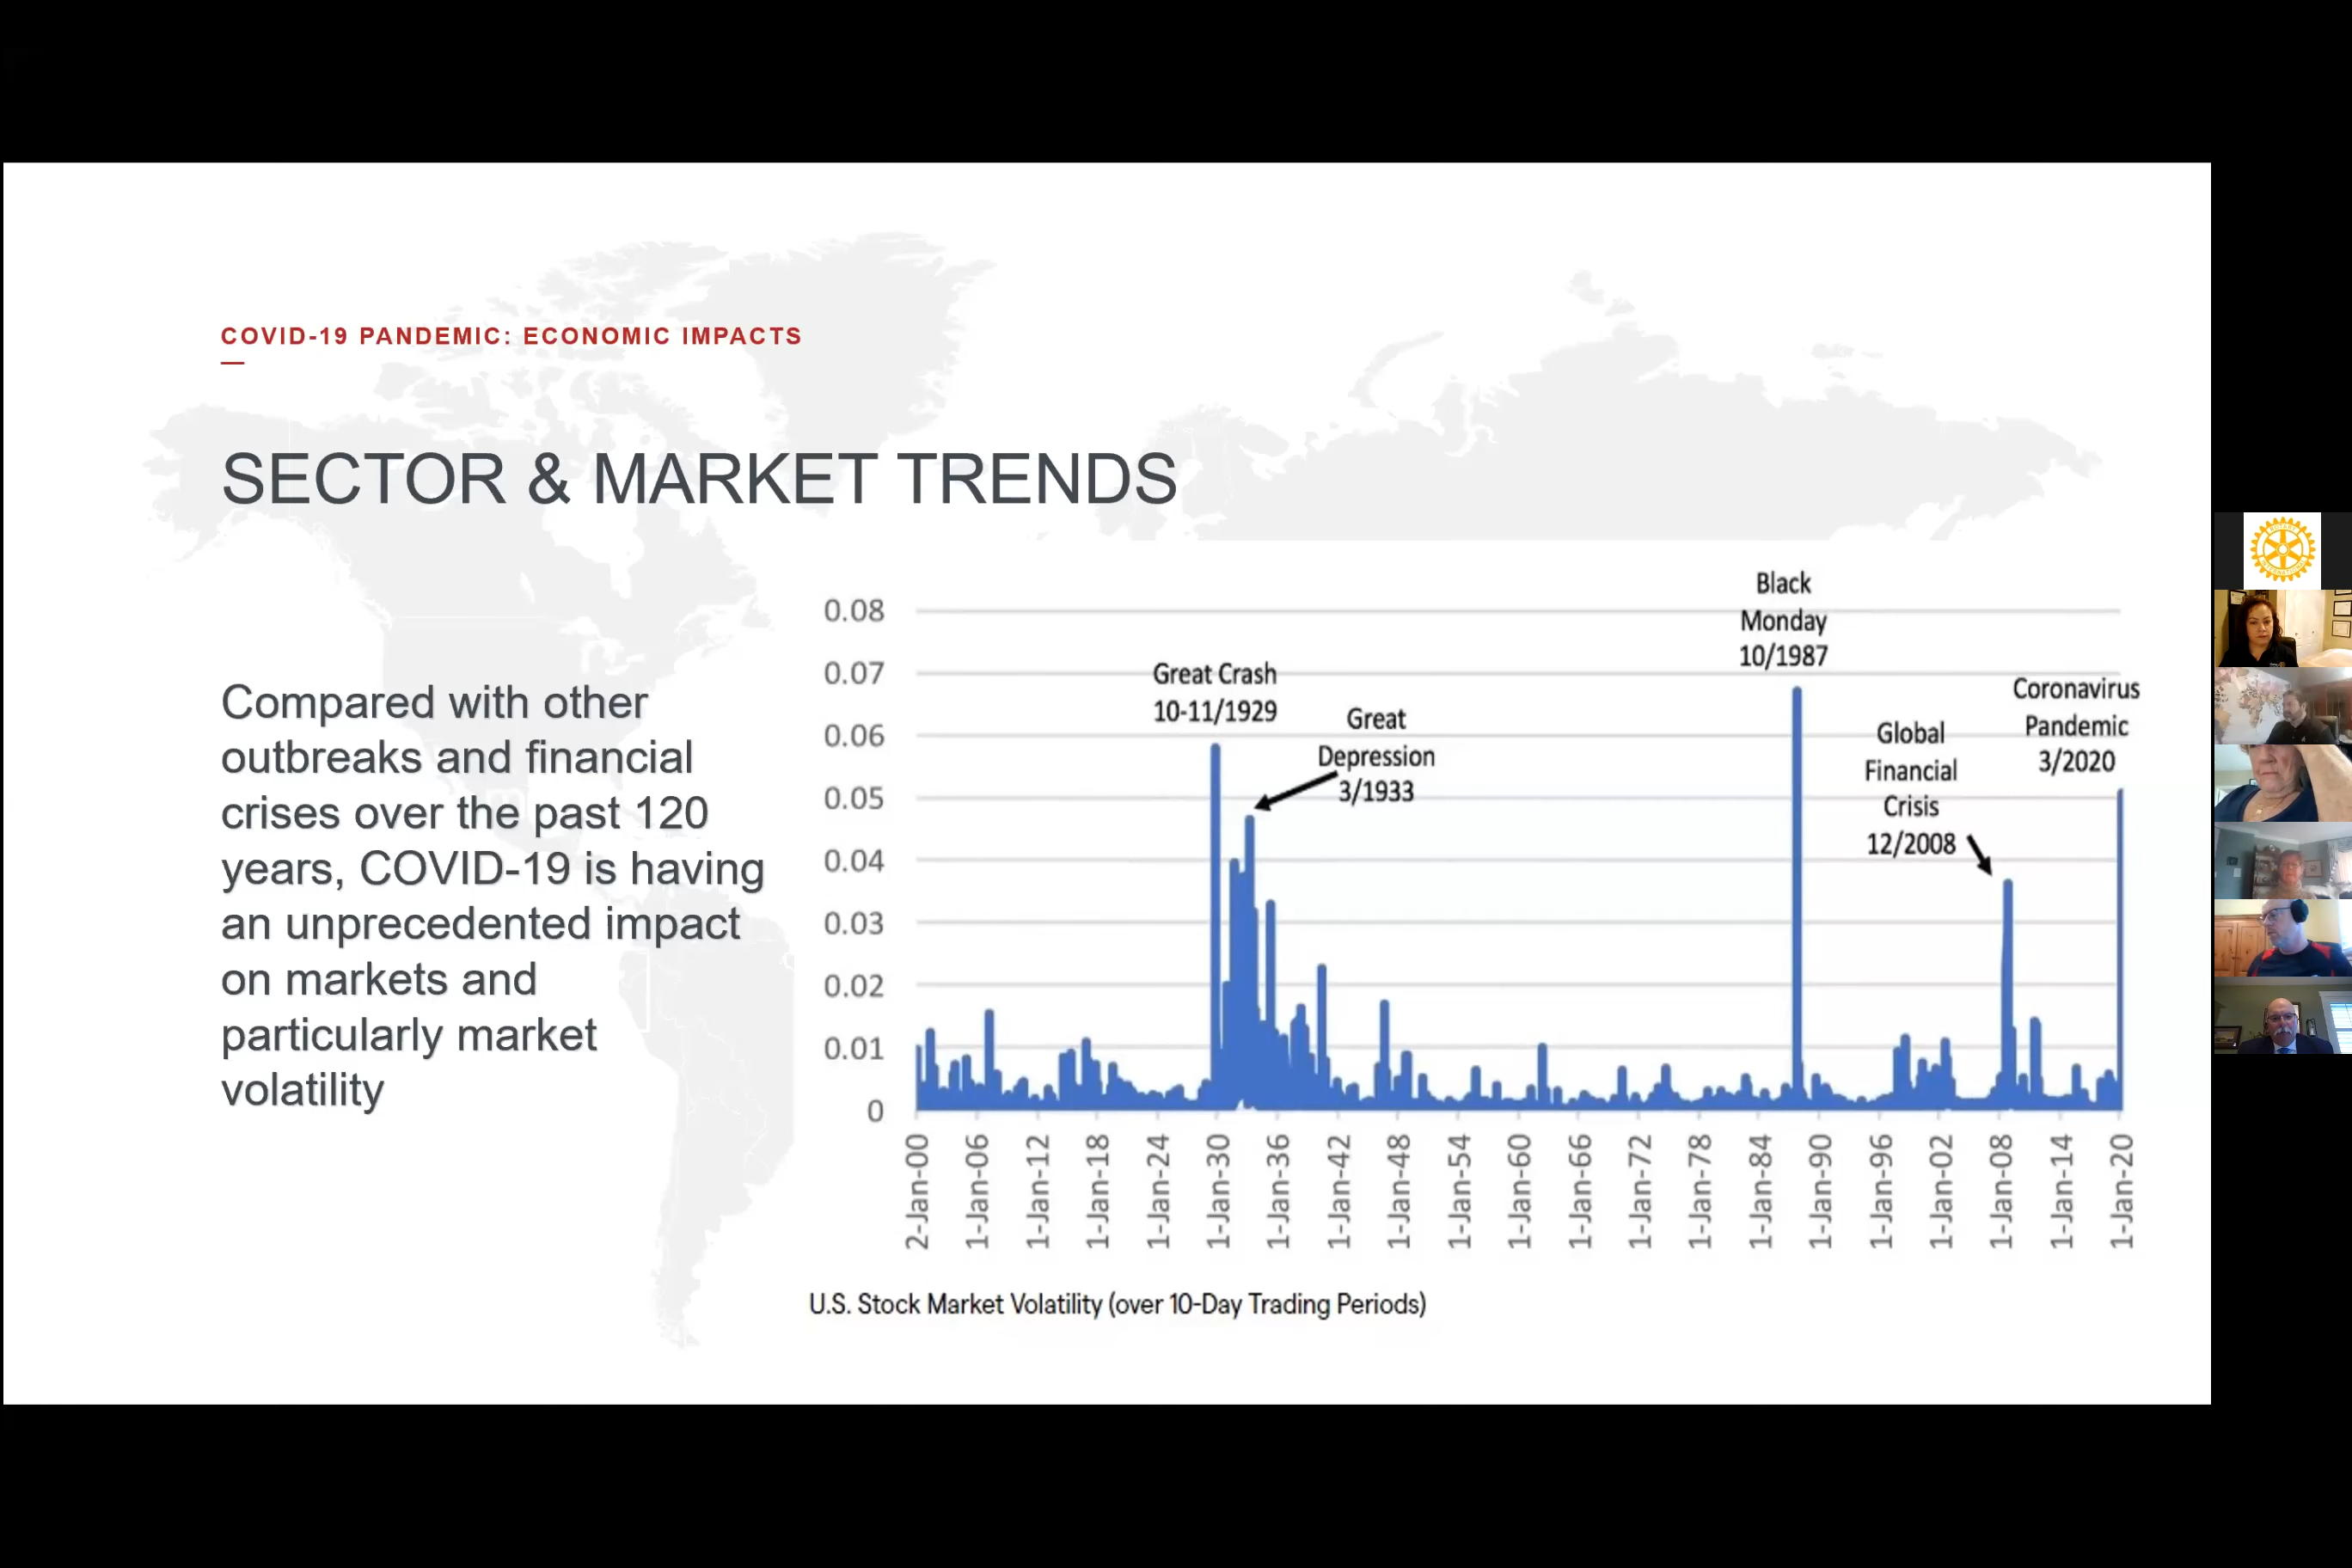 COVID-19 PANDEMIC: ECONOMIC IMPACTS
SECTOR & MARKET TRENDS
Compared with other
outbreaks and financial
crises over the past 120
years, COVID-19 is having
an unprecedented impact
on markets and
particularly market
volatility
0.08
0.07
0.06
0.05
0.04
0.03
0.02
0.01
0
Great Crash
10-11/1929
Great
Depression
3/1933
Black
Monday
10/1987
Global
Financial
Crisis
12/2008
Coronavirus
Pandemic
3/2020
2-Jan-00
1-Jan-06
1-Jan-12
1-Jan-18
1-Jan-24
1-Jan-30
1-Jan-36
1-Jan-42
1-Jan-48
1-Jan-54
1-Jan-60
1-Jan-66
1-Jan-72
1-Jan-78
1-Jan-84
1-Jan-90
1-Jan-96
1-Jan-02
1-Jan-08
1-Jan-14
1-Jan-20
U.S. Stock Market Volatility (over 10-Day Trading Periods)
ROTARY
INTERNATIONAL